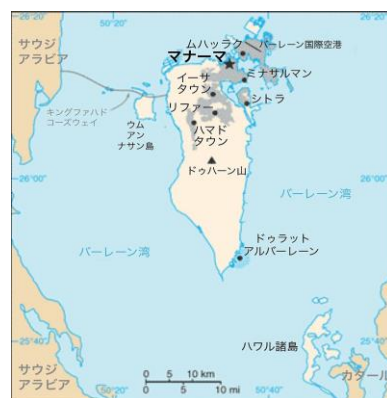 26°20'
50°20'
50°40'
26°20'
サウジ
アラビア
ムハッラク
バーレーン国際空港
マナーマ
イーサ
タウン
ミナサルマン
シトラ
リファー
キングファハド
コーズウェイ
ウム
アン
ナサン島
ハマド
タウン
ドゥハーン山
26°00'
26°00'
バーレーン湾
バーレーン湾
ドゥラット
アルバーレーン
25°40'
25°40'
ハワル諸島
サウジ
アラビア
カタール
0 5 10 km
0 5 10 mi
50°20'
50°40'